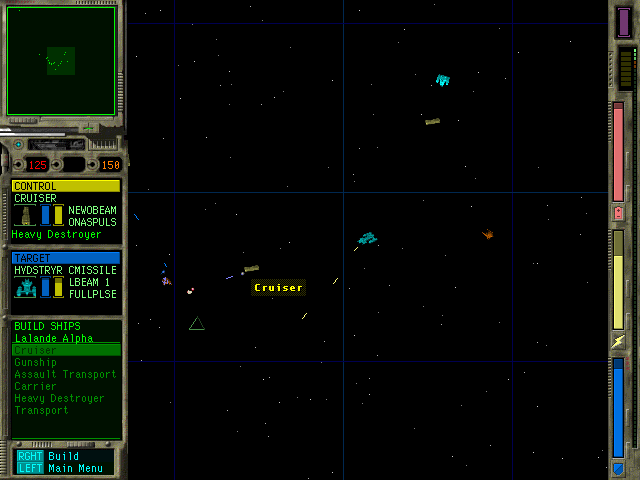 125 150
CONTROL
CRUISER
NEWOBEAM
ONASPULS
Heavy Destroyer
TARGET
HVDSTRYR CMISSILE
LBEAM 1
FULLPLSE
BUILD SHIPS
Lalande Alpha
Cruiser
Gunship
Assault Transport
Carrier
Heavy Destroyer
Transport
RGHT Build
LEFT Main Menu
Cruiser